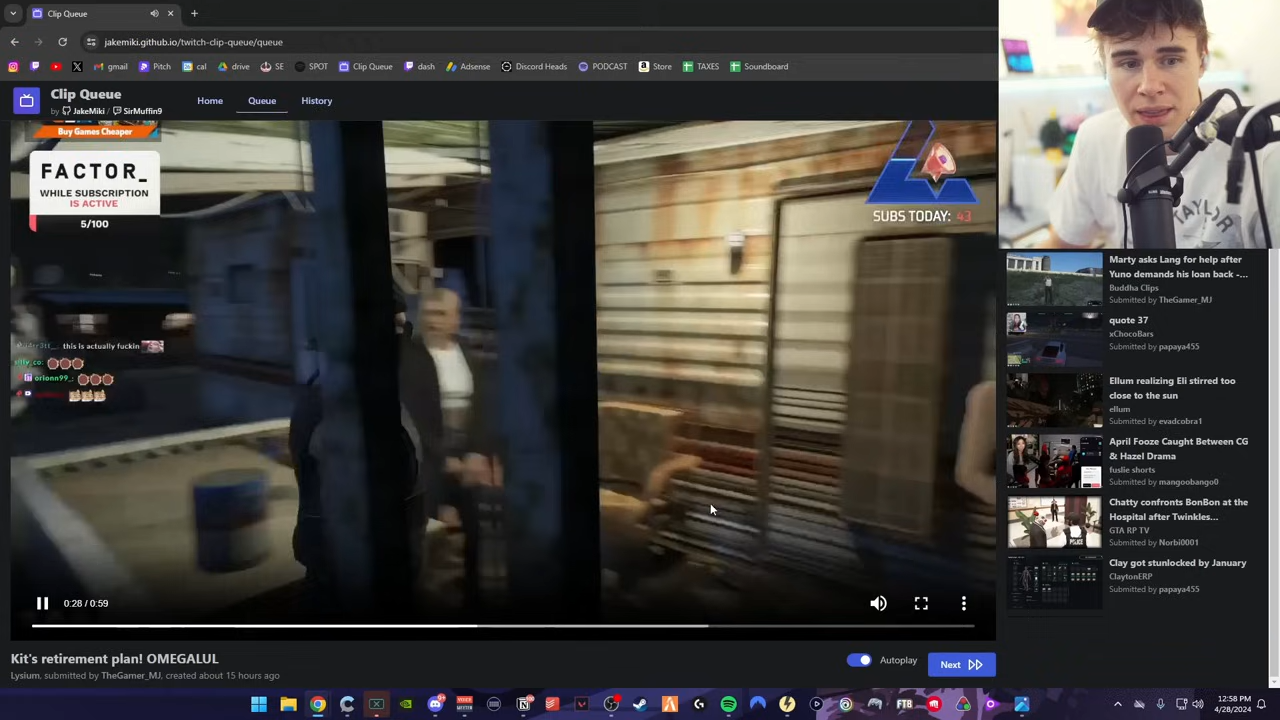 Clip Queue
jakemiki.github.io/twitch-clip-queue/queue
gmail
Pitch
cal
drive
SE
SPOT
Clip Queue
dash
Adsense
Discord Heads
PODCAST
Store
TAXES
Soundboard
Clip Queue
by JakeMiki / SirMuffin9
Home
Queue
History
Buy Games Cheaper
FACTOR_
WHILE SUBSCRIPTION
IS ACTIVE
5/100
SUBS TODAY: 43
this is actually fuckin
orionn99_:
0:28 / 0:59
TAYLOR
Marty asks Lang for help after
Yuno demands his loan back -...
Buddha Clips
Submitted by TheGamer_MJ
quote 37
xChocoBars
Submitted by papaya455
Ellum realizing Eli stirred too
close to the sun
ellum
Submitted by evadcobra1
April Fooze Caught Between CG
& Hazel Drama
fuslie shorts
Submitted by mangoobango0
Chatty confronts BonBon at the
Hospital after Twinkles...
GTA RP TV
Submitted by Norbi0001
POLICE
Clay got stunlocked by January
ClaytonERP
Submitted by papaya455
Kit's retirement plan! OMEGALUL
Lysium, submitted by TheGamer_MJ, created about 15 hours ago
Autoplay
Next
FTB
12:58 PM
4/28/2024